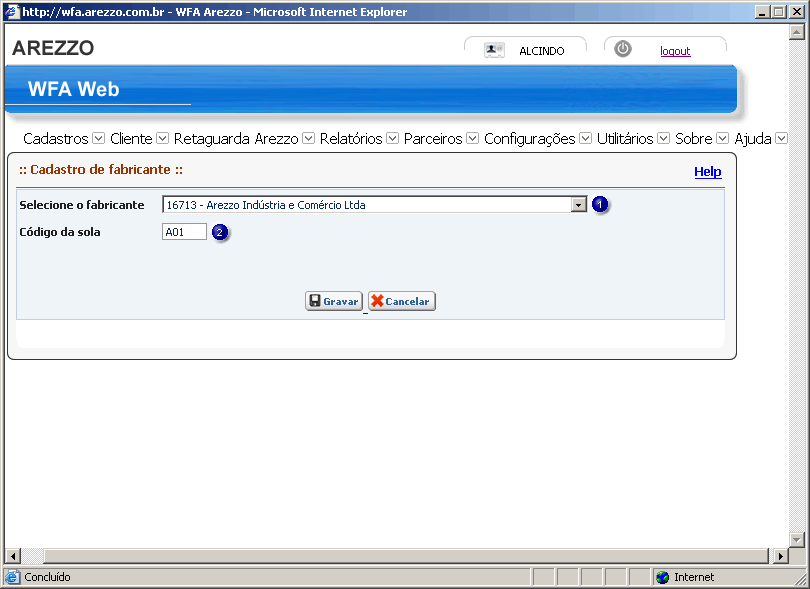 http://wfa.arezzo.com.br - WFA Arezzo - Microsoft Internet Explorer
AREZZO
ALCINDO
logout
WFA Web
Cadastros Cliente Retaguarda Arezzo Relatórios Parceiros Configurações Utilitários Sobre Ajuda
:: Cadastro de fabricante ::
Help
Selecione o fabricante 16713 - Arezzo Indústria e Comércio Ltda 1
Código da sola A01 2
Gravar Cancelar
Concluído
Internet